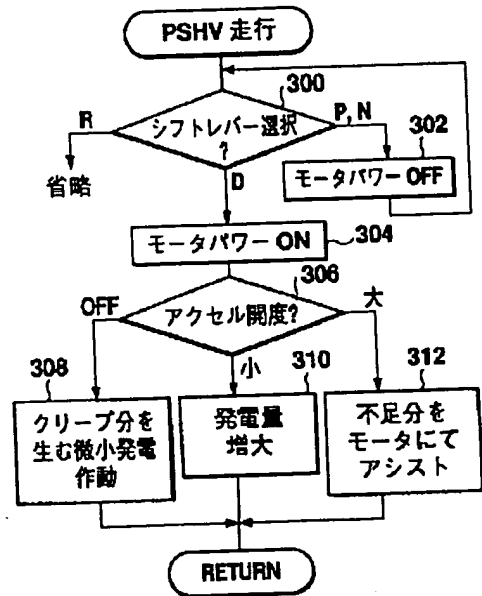 PSHV 走行
300
シフトレバー選択
?
R
P, N
302
省略
D
モータパワー OFF
モータパワー ON
304
306
アクセル開度?
OFF
大
小
308
310
312
クリープ分を
生む微小発電
作動
発電量
増大
不足分を
モータにて
アシスト
RETURN